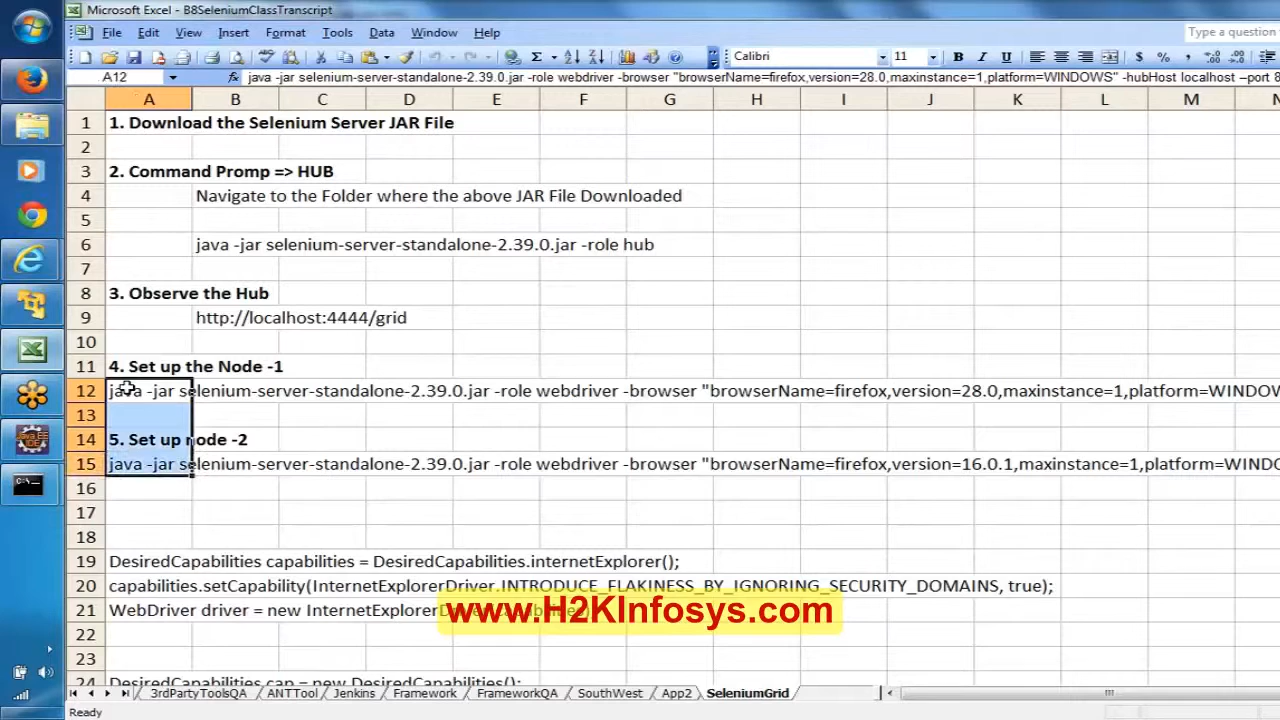 Microsoft Excel - B8SeleniumClassTranscript
File Edit View Insert Format Tools Data Window Help
Type a question
Calibri 11 B I U $ %
A12 fx java -jar selenium-server-standalone-2.39.0.jar -role webdriver -browser "browserName=firefox,version=28.0,maxinstance=1,platform=WINDOWS" -hubHost localhost –port
A B C D E F G H I J K L M
1 1. Download the Selenium Server JAR File
2
3 2. Command Promp => HUB
4 Navigate to the Folder where the above JAR File Downloaded
5
6 java -jar selenium-server-standalone-2.39.0.jar -role hub
7
8 3. Observe the Hub
9 http://localhost:4444/grid
10
11 4. Set up the Node -1
12 java -jar selenium-server-standalone-2.39.0.jar -role webdriver -browser "browserName=firefox,version=28.0,maxinstance=1,platform=WINDOW
13
14 5. Set up node -2
15 java -jar selenium-server-standalone-2.39.0.jar -role webdriver -browser "browserName=firefox,version=16.0.1,maxinstance=1,platform=WINDO
16
17
18
19 DesiredCapabilities capabilities = DesiredCapabilities.internetExplorer();
20 capabilities.setCapability(InternetExplorerDriver.INTRODUCE_FLAKINESS_BY_IGNORING_SECURITY_DOMAINS, true);
21 WebDriver driver = new InternetExplorerDriver
www.H2KInfosys.com
22
23
24 DesiredCapabilities cap = new DesiredCapabilities();
3rdPartyToolsQA ANTTool Jenkins Framework FrameworkQA SouthWest App2 SeleniumGrid
Ready